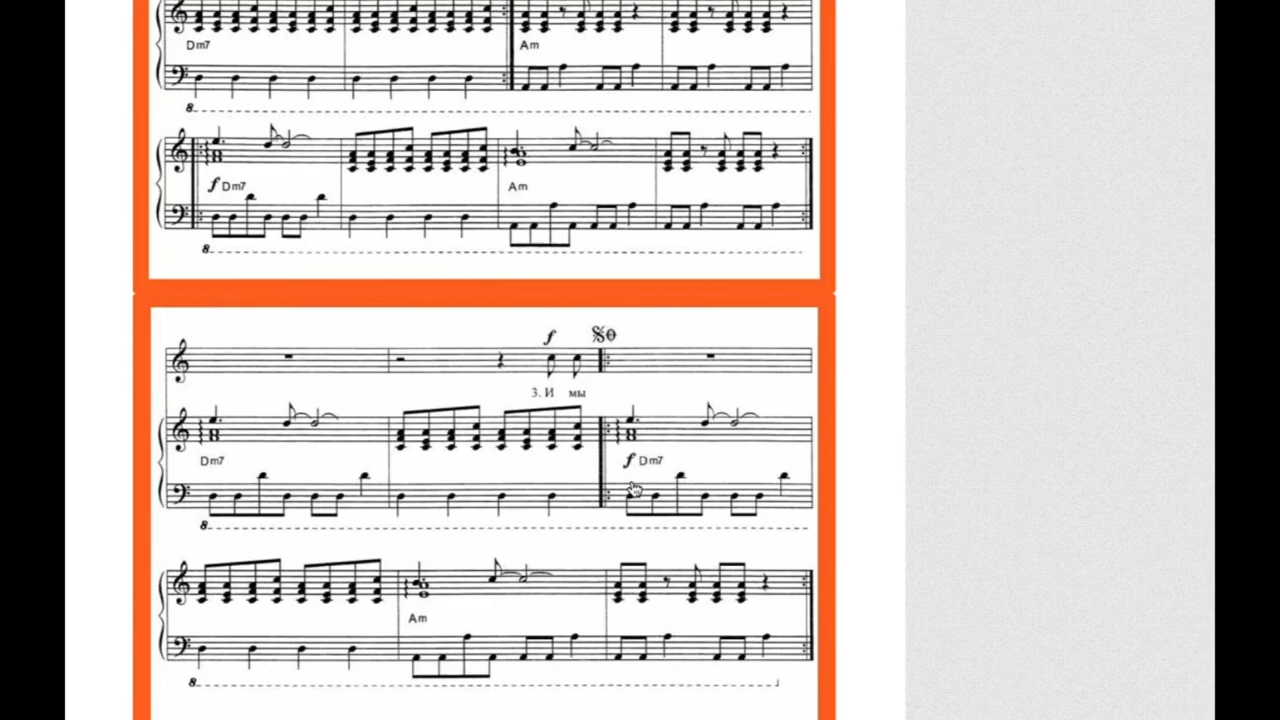 Dm7 Am
8
f Dm7 Am
8
f
3. И мы
Dm7 f Dm7
8
Am
8